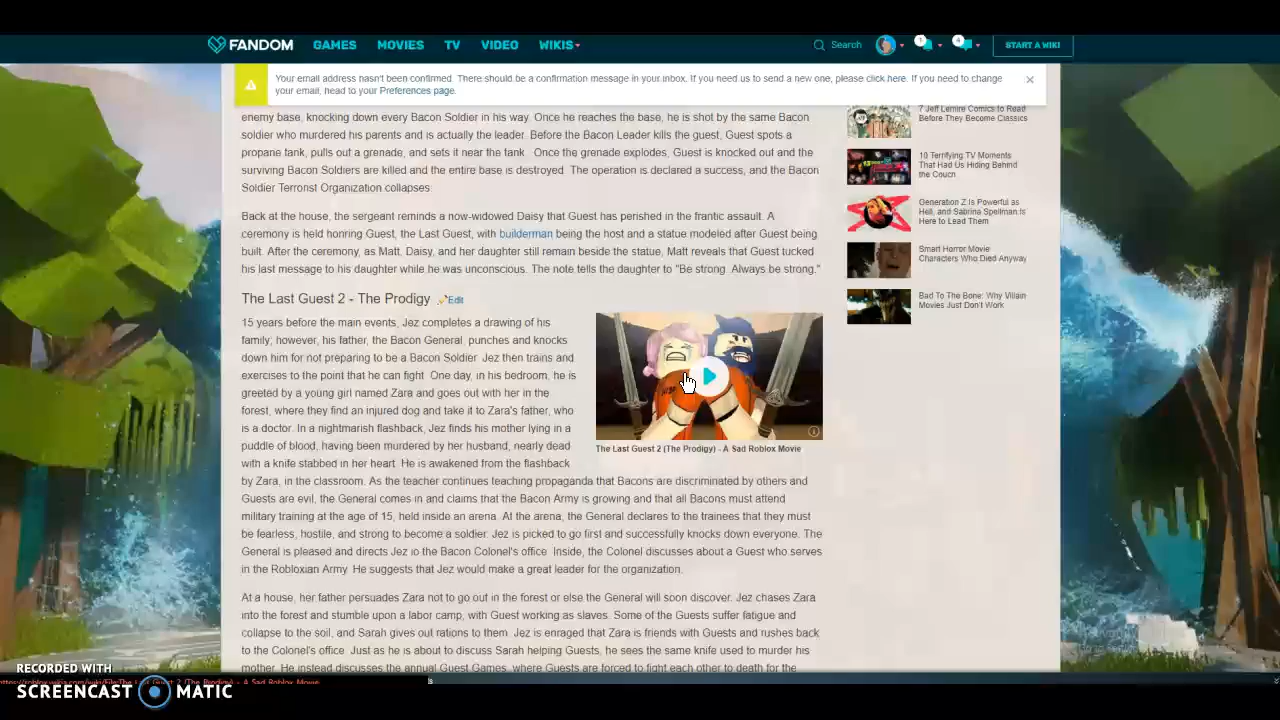 FANDOM GAMES MOVIES TV VIDEO WIKIS Search 1 4 START A WIKI
Your email address hasn't been confirmed. There should be a confirmation message in your inbox. If you need us to send a new one, please click here. If you need to change
your email, head to your Preferences page.
enemy base, knocking down every Bacon Soldier in his way. Once he reaches the base, he is shot by the same Bacon
soldier who murdered his parents and is actually the leader. Before the Bacon Leader kills the guest, Guest spots a
propane tank, pulls out a grenade, and sets it near the tank. Once the grenade explodes, Guest is knocked out and the
surviving Bacon Soldiers are killed and the entire base is destroyed. The operation is declared a success, and the Bacon
Soldier Terrorist Organization collapses.
Back at the house, the sergeant reminds a now-widowed Daisy that Guest has perished in the frantic assault. A
ceremony is held honring Guest, the Last Guest, with builderman being the host and a statue modeled after Guest being
built. After the ceremony, as Matt, Daisy, and her daughter still remain beside the statue, Matt reveals that Guest tucked
his last message to his daughter while he was unconscious. The note tells the daughter to "Be strong. Always be strong."
The Last Guest 2 - The Prodigy Edit
15 years before the main events, Jez completes a drawing of his
family; however, his father, the Bacon General, punches and knocks
down him for not preparing to be a Bacon Soldier. Jez then trains and
exercises to the point that he can fight. One day, in his bedroom, he is
greeted by a young girl named Zara and goes out with her in the
forest, where they find an injured dog and take it to Zara's father, who
is a doctor. In a nightmarish flashback, Jez finds his mother lying in a
puddle of blood, having been murdered by her husband, nearly dead
with a knife stabbed in her heart. He is awakened from the flashback
by Zara, in the classroom. As the teacher continues teaching propaganda that Bacons are discriminated by others and
Guests are evil, the General comes in and claims that the Bacon Army is growing and that all Bacons must attend
military training at the age of 15, held inside an arena. At the arena, the General declares to the trainees that they must
be fearless, hostile, and strong to become a soldier. Jez is picked to go first and successfully knocks down everyone. The
General is pleased and directs Jez to the Bacon Colonel's office. Inside, the Colonel discusses about a Guest who serves
in the Robloxian Army. He suggests that Jez would make a great leader for the organization.
The Last Guest 2 (The Prodigy) - A Sad Roblox Movie
At a house, her father persuades Zara not to go out in the forest or else the General will soon discover. Jez chases Zara
into the forest and stumble upon a labor camp, with Guest working as slaves. Some of the Guests suffer fatigue and
collapse to the soil, and Sarah gives out rations to them. Jez is enraged that Zara is friends with Guests and rushes back
to the Colonel's office. Just as he is about to discuss Sarah helping Guests, he sees the same knife used to murder his
mother. He instead discusses the annual Guest Games, where Guests are forced to fight each other to death for the
7 Jeff Lemire Comics to Read
Before They Become Classics
10 Terrifying TV Moments
That Had Us Hiding Behind
the Couch
Generation Z Is Powerful as
Hell, and Sabrina Spellman Is
Here to Lead Them
Smart Horror Movie
Characters Who Died Anyway
Bad To The Bone: Why Villain
Movies Just Don't Work
RECORDED WITH
SCREENCAST MATIC